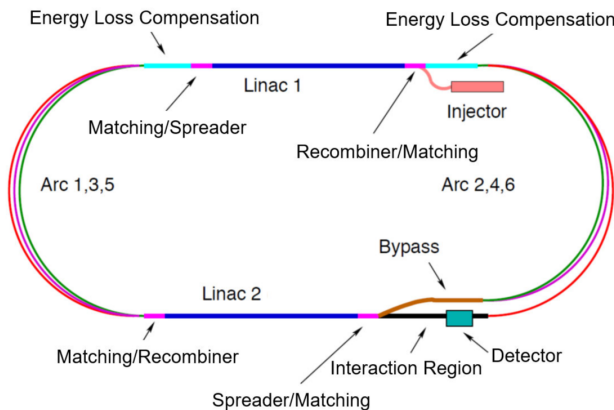 Energy Loss Compensation
Energy Loss Compensation
Linac 1
Injector
Matching/Spreader
Recombiner/Matching
Arc 1,3,5
Arc 2,4,6
Bypass
Linac 2
Matching/Recombiner
Interaction Region
Detector
Spreader/Matching